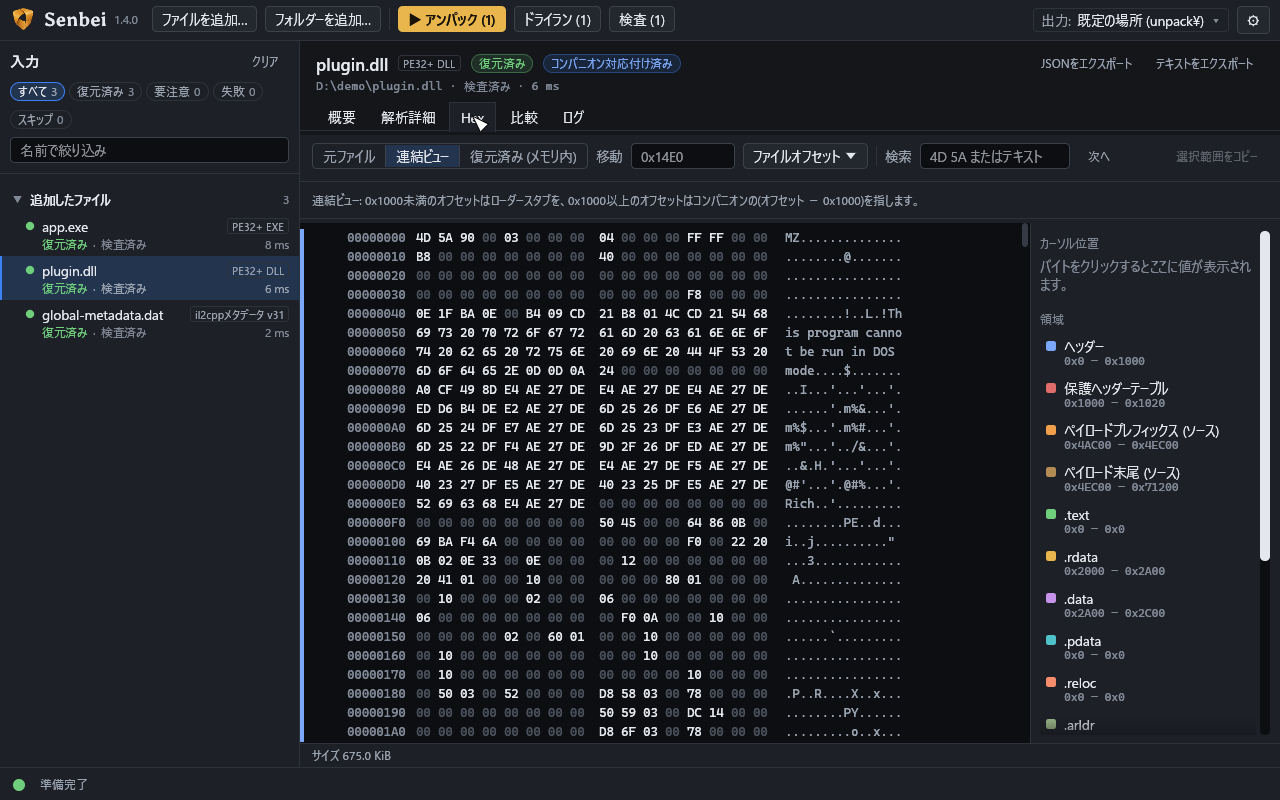 Senbei 1.4.0 ファイルを追加... フォルダーを追加... ▶ アンパック (1) ドライラン (1) 検査 (1) 出力: 既定の場所 (unpack¥)
入力 クリア
すべて 3 復元済み 3 要注意 0 失敗 0
スキップ 0
名前で絞り込み
▼ 追加したファイル 3
app.exe PE32+ EXE
復元済み · 検査済み 8 ms
plugin.dll PE32+ DLL
復元済み · 検査済み 6 ms
global-metadata.dat il2cppメタデータ v31
復元済み · 検査済み 2 ms
plugin.dll PE32+ DLL 復元済み コンパニオン対応付け済み JSONをエクスポート テキストをエクスポート
D:\demo\plugin.dll · 検査済み · 6 ms
概要 解析詳細 Hex 比較 ログ
元ファイル 連結ビュー 復元済み (メモリ内) 移動 0x14E0 ファイルオフセット ▼ 検索 4D 5A またはテキスト 次へ 選択範囲をコピー
連結ビュー: 0x1000未満のオフセットはローダースタブを、0x1000以上のオフセットはコンパニオンの(オフセット − 0x1000)を指します。
00000000 4D 5A 90 00 03 00 00 00 04 00 00 00 FF FF 00 00 MZ..............
00000010 B8 00 00 00 00 00 00 00 40 00 00 00 00 00 00 00 ........@.......
00000020 00 00 00 00 00 00 00 00 00 00 00 00 00 00 00 00 ................
00000030 00 00 00 00 00 00 00 00 00 00 00 00 F8 00 00 00 ................
00000040 0E 1F BA 0E 00 B4 09 CD 21 B8 01 4C CD 21 54 68 ........!..L.!Th
00000050 69 73 20 70 72 6F 67 72 61 6D 20 63 61 6E 6E 6F is program canno
00000060 74 20 62 65 20 72 75 6E 20 69 6E 20 44 4F 53 20 t be run in DOS
00000070 6D 6F 64 65 2E 0D 0D 0A 24 00 00 00 00 00 00 00 mode....$.......
00000080 A0 CF 49 8D E4 AE 27 DE E4 AE 27 DE E4 AE 27 DE ..I...'...'...'.
00000090 ED D6 B4 DE E2 AE 27 DE 6D 25 26 DF E6 AE 27 DE ......'.m%&...'.
000000A0 6D 25 24 DF E7 AE 27 DE 6D 25 23 DF E3 AE 27 DE m%$...'.m%#...'.
000000B0 6D 25 22 DF F4 AE 27 DE 9D 2F 26 DF ED AE 27 DE m%"...'../&...'.
000000C0 E4 AE 26 DE 48 AE 27 DE E4 AE 27 DE F5 AE 27 DE ..&.H.'...'...'.
000000D0 40 23 27 DF E5 AE 27 DE 40 23 25 DF E5 AE 27 DE @#'...'.@#%...'.
000000E0 52 69 63 68 E4 AE 27 DE 00 00 00 00 00 00 00 00 Rich..'.........
000000F0 00 00 00 00 00 00 00 00 50 45 00 00 64 86 0B 00 ........PE..d...
00000100 69 BA F4 6A 00 00 00 00 00 00 00 00 F0 00 22 20 i..j.........."
00000110 0B 02 0E 33 00 0E 00 00 00 12 00 00 00 00 00 00 ...3............
00000120 20 41 01 00 00 10 00 00 00 00 00 80 01 00 00 00 A..............
00000130 00 10 00 00 00 02 00 00 06 00 00 00 00 00 00 00 ................
00000140 06 00 00 00 00 00 00 00 00 F0 0A 00 00 10 00 00 ................
00000150 00 00 00 00 02 00 60 01 00 00 10 00 00 00 00 00 ......`.........
00000160 00 10 00 00 00 00 00 00 00 00 10 00 00 00 00 00 ................
00000170 00 10 00 00 00 00 00 00 00 00 00 00 10 00 00 00 ................
00000180 00 50 03 00 52 00 00 00 D8 58 03 00 78 00 00 00 .P..R....X..x...
00000190 00 00 00 00 00 00 00 00 50 59 03 00 DC 14 00 00 ........PY......
000001A0 00 00 00 00 00 00 00 00 D8 6F 03 00 78 00 00 00 .........o..x...
カーソル位置
バイトをクリックするとここに値が表示されます。
領域
ヘッダー
0x0 — 0x1000
保護ヘッダーテーブル
0x1000 — 0x1020
ペイロードプレフィックス (ソース)
0x4AC00 — 0x4EC00
ペイロード末尾 (ソース)
0x4EC00 — 0x71200
.text
0x0 — 0x0
.rdata
0x2000 — 0x2A00
.data
0x2A00 — 0x2C00
.pdata
0x0 — 0x0
.reloc
0x0 — 0x0
.arldr
サイズ 675.0 KiB
準備完了